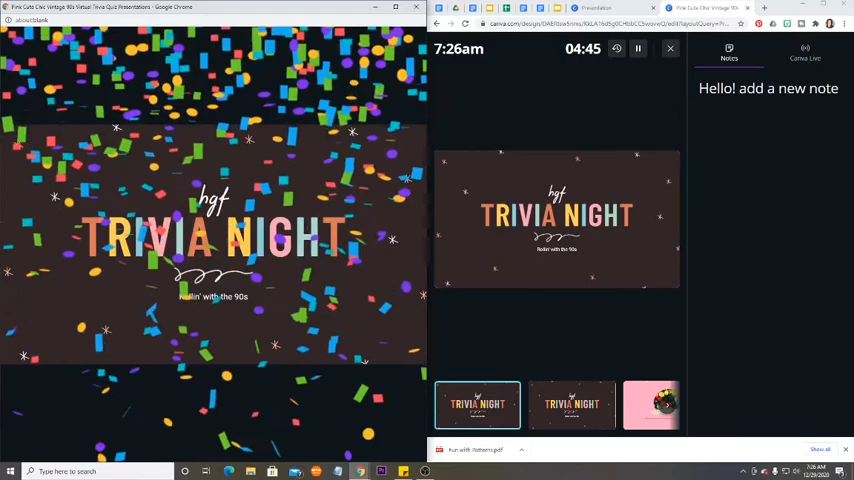 Pink Cute Chic Vintage 90s Virtual Trivia Quiz Presentations - Google Chrome
about:blank
hgf
TRIVIA NIGHT
Rollin' with the 90s
Presentation
Pink Cute Chic Vintage 90s
7:26am
04:45
Notes
Canva Live
Hello! add a new note
hgf
TRIVIA NIGHT
Rollin' with the 90s
hgf
TRIVIA NIGHT
hgf
TRIVIA NIGHT
Fun with Patterns.pdf
Show all
Type here to search
7:26 AM
12/29/2020